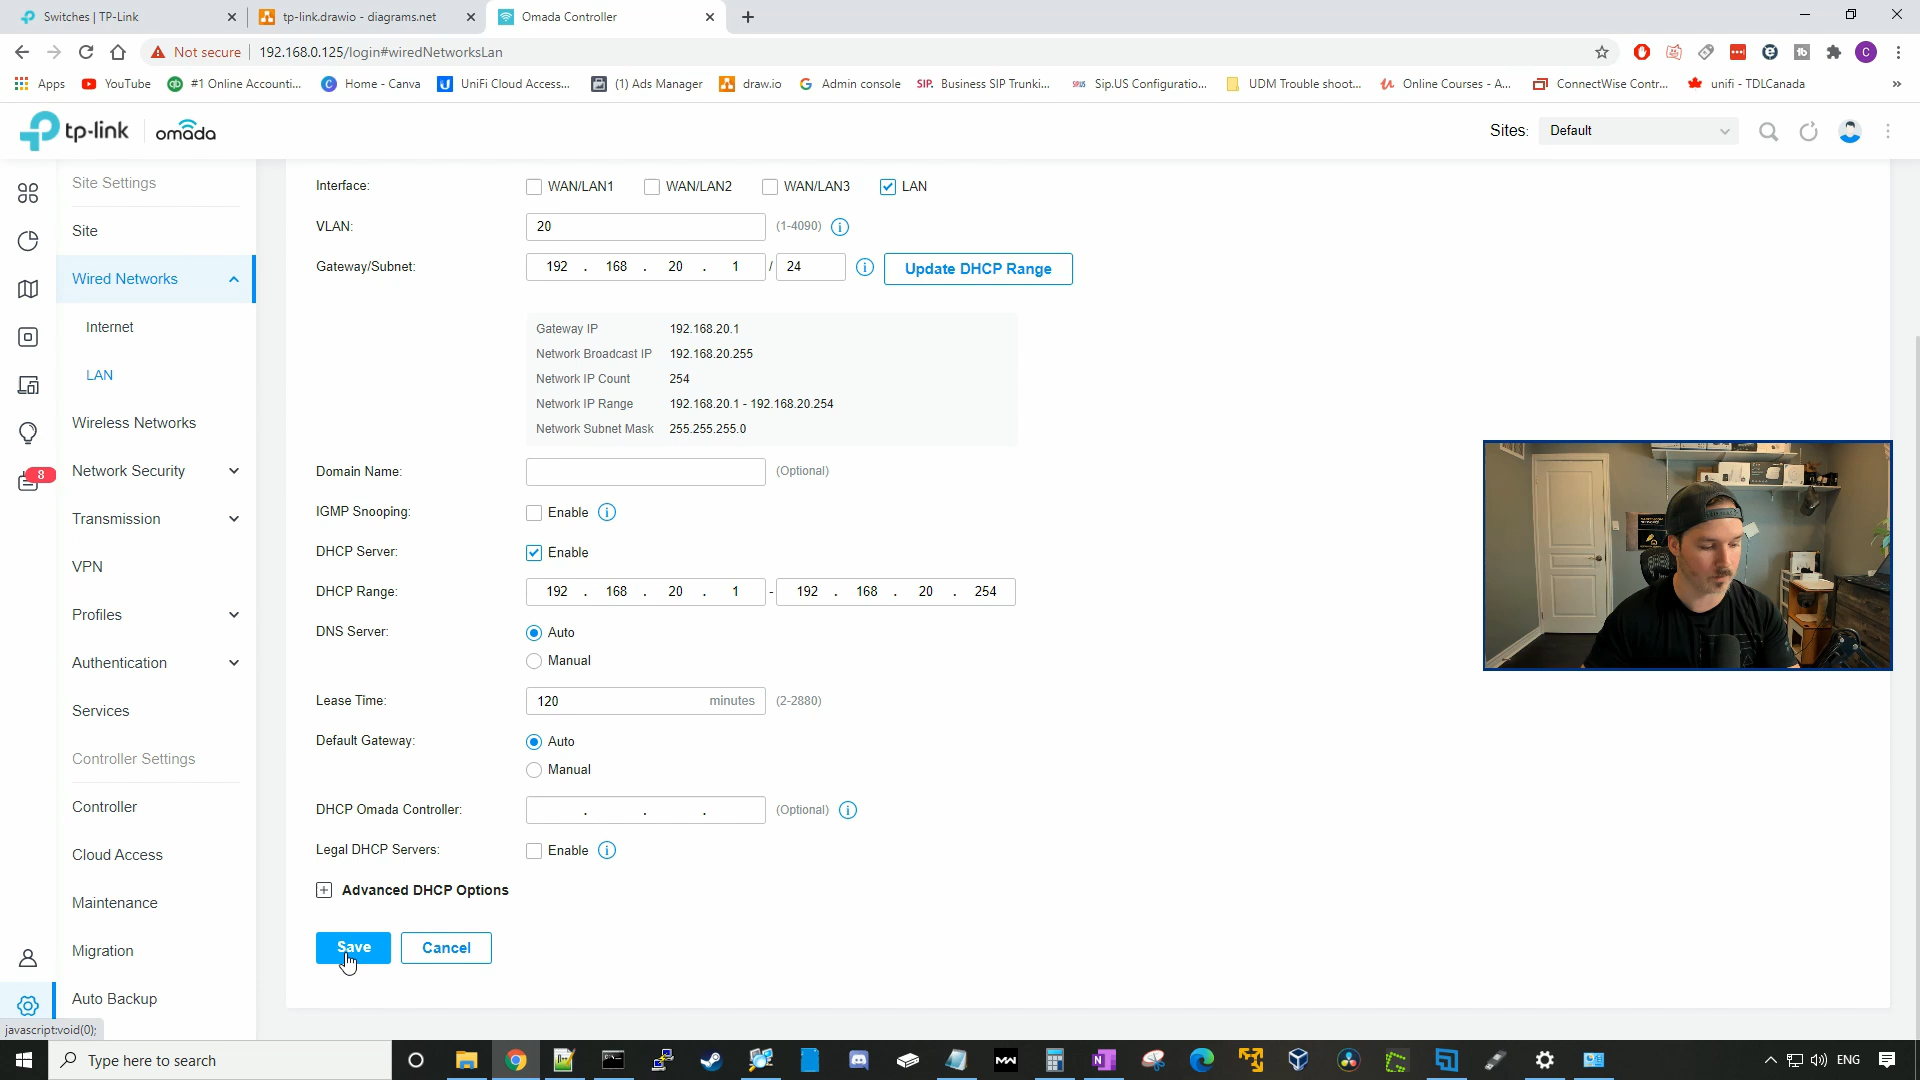 Switches | TP-Link
tp-link.drawio - diagrams.net
Omada Controller
Not secure
192.168.0.125/login#wiredNetworksLan
Apps
YouTube
#1 Online Accounti...
Home - Canva
UniFi Cloud Access...
(1) Ads Manager
draw.io
Admin console
SIP. Business SIP Trunki...
Sip.US Configuratio...
UDM Trouble shoot...
Online Courses - A...
ConnectWise Contr...
unifi - TDLCanada
tp-link
omada
Sites: Default
Site Settings
Site
Wired Networks
Internet
LAN
Wireless Networks
8
Network Security
Transmission
VPN
Profiles
Authentication
Services
Controller Settings
Controller
Cloud Access
Maintenance
Migration
Auto Backup
javascript:void(0);
Interface: WAN/LAN1 WAN/LAN2 WAN/LAN3 LAN
VLAN: 20 (1-4090)
Gateway/Subnet: 192 . 168 . 20 . 1 / 24 Update DHCP Range
Gateway IP 192.168.20.1
Network Broadcast IP 192.168.20.255
Network IP Count 254
Network IP Range 192.168.20.1 - 192.168.20.254
Network Subnet Mask 255.255.255.0
Domain Name: (Optional)
IGMP Snooping: Enable
DHCP Server: Enable
DHCP Range: 192 . 168 . 20 . 1 - 192 . 168 . 20 . 254
DNS Server: Auto
Manual
Lease Time: 120 minutes (2-2880)
Default Gateway: Auto
Manual
DHCP Omada Controller: . . . (Optional)
Legal DHCP Servers: Enable
Advanced DHCP Options
Save Cancel
Type here to search
ENG